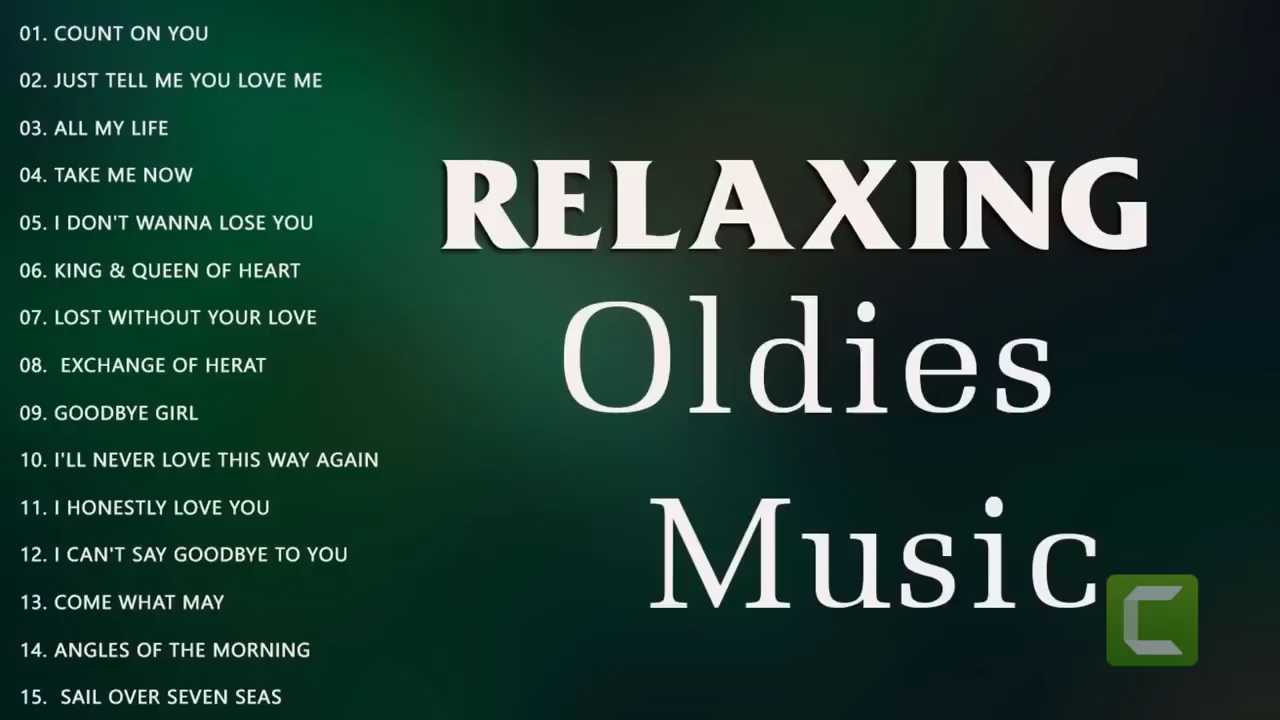 01. COUNT ON YOU
02. JUST TELL ME YOU LOVE ME
03. ALL MY LIFE
04. TAKE ME NOW
05. I DON'T WANNA LOSE YOU
06. KING & QUEEN OF HEART
07. LOST WITHOUT YOUR LOVE
08. EXCHANGE OF HERAT
09. GOODBYE GIRL
10. I'LL NEVER LOVE THIS WAY AGAIN
11. I HONESTLY LOVE YOU
12. I CAN'T SAY GOODBYE TO YOU
13. COME WHAT MAY
14. ANGLES OF THE MORNING
15. SAIL OVER SEVEN SEAS
RELAXING
Oldies
Music
C